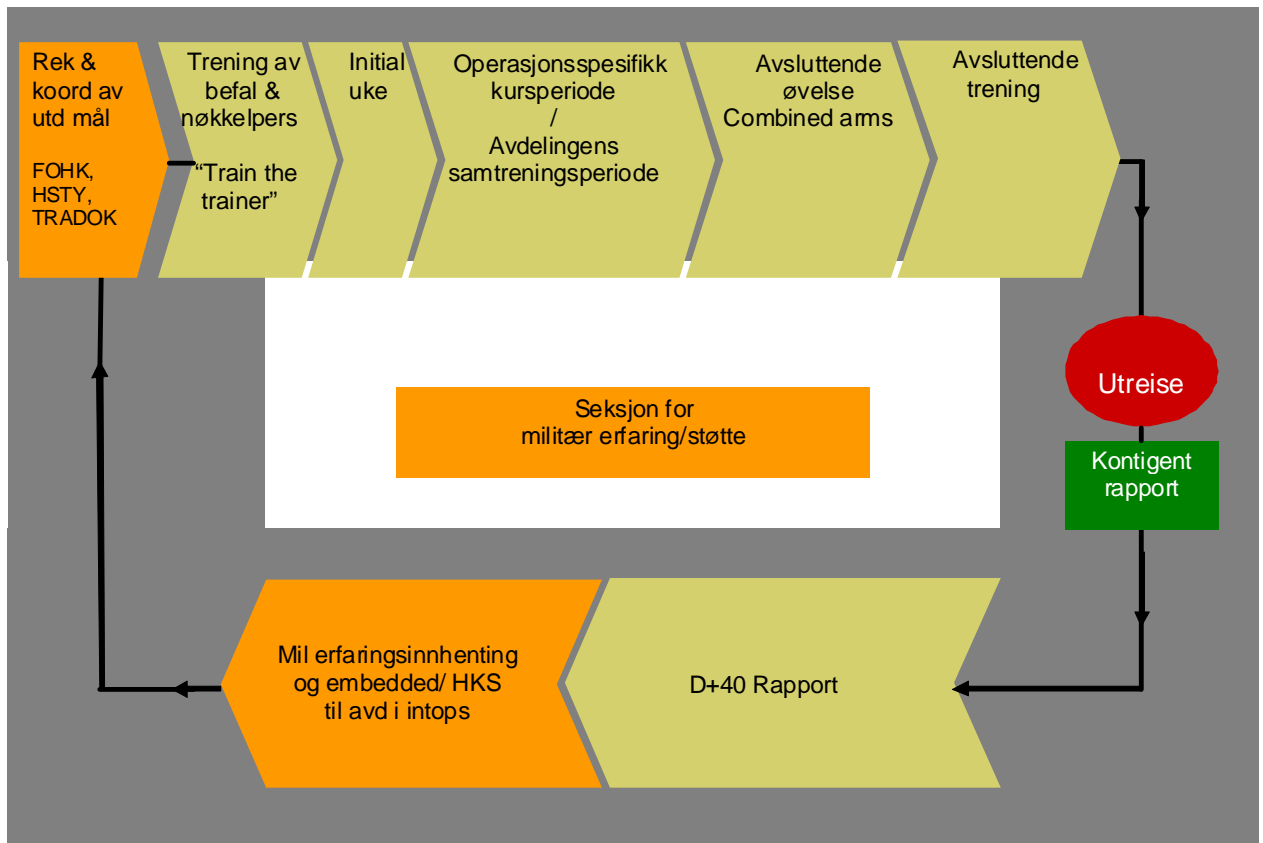 Rek &
koord av
utd mål
FOHK,
HSTY,
TRADOK
Trening av
befal &
nøkkelpers
“Train the
trainer”
Initial
uke
Operasjonsspesifikk
kursperiode
/
Avdelingens
samtreningsperiode
Avsluttende
øvelse
Combined arms
Avsluttende
trening
Utreise
Kontigent
rapport
Seksjon for
militær erfaring/støtte
D+40 Rapport
Mil erfaringsinnhenting
og embedded/ HKS
til avd i intops